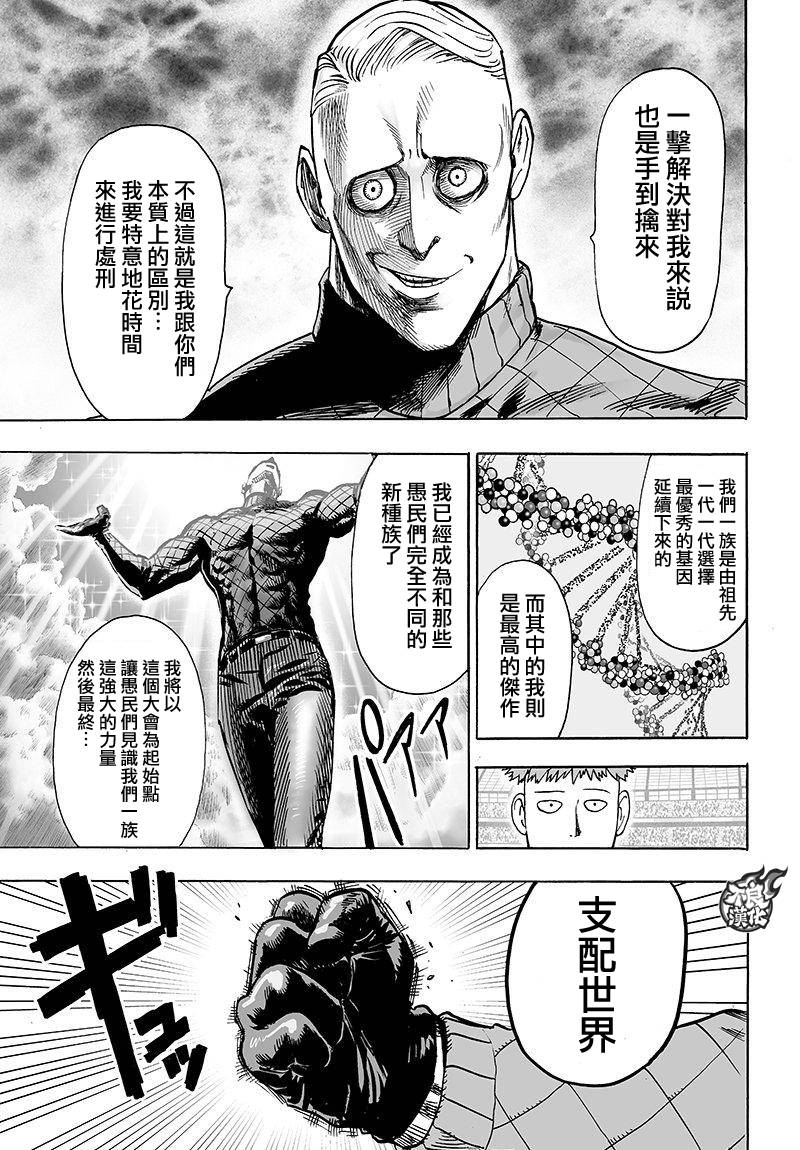 一擊解決對我來說
也是手到擒來
不過這就是我跟你們
本質上的區別…
我要特意地花時間
來進行處刑
我們一族是由祖先
一代一代選擇
最優秀的基因
延續下來的
而其中的我則
是最高的傑作
我已經成為和那些
愚民們完全不同的
新種族了
パアァ
我將以
這個大會為起始點
讓愚民們見識我們一族
這強大的力量
然後最終…
支配世界
ギュッ
漢化